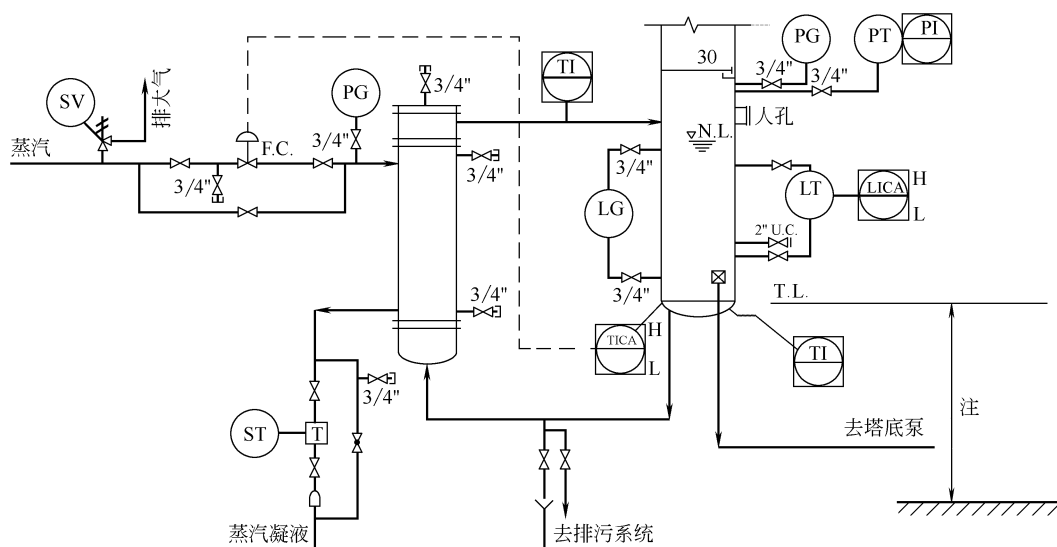 30
PG
PT
PI
3/4"
3/4"
TI
3/4"
PG
SV
排大气
人孔
N.L.
蒸汽
F.C.
3/4"
3/4"
3/4"
LG
LT
LICA
H
L
2" U.C.
3/4"
3/4"
T.L.
TICA
H
L
TI
3/4"
ST
T
注
去塔底泵
蒸汽凝液
去排污系统